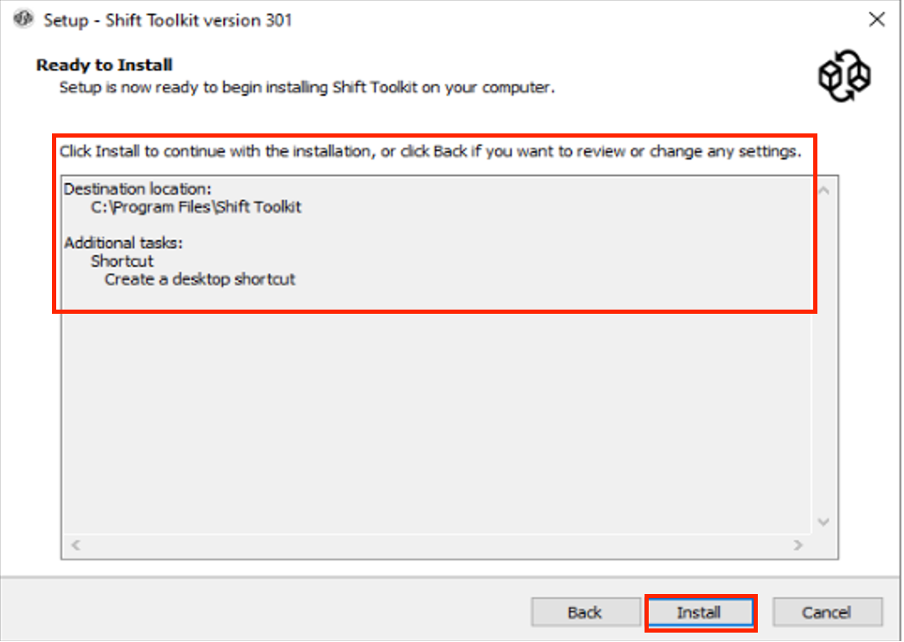 Setup - Shift Toolkit version 301
Ready to Install
Setup is now ready to begin installing Shift Toolkit on your computer.
Click Install to continue with the installation, or click Back if you want to review or change any settings.
Destination location:
C:\Program Files\Shift Toolkit
Additional tasks:
Shortcut
Create a desktop shortcut
Back
Install
Cancel